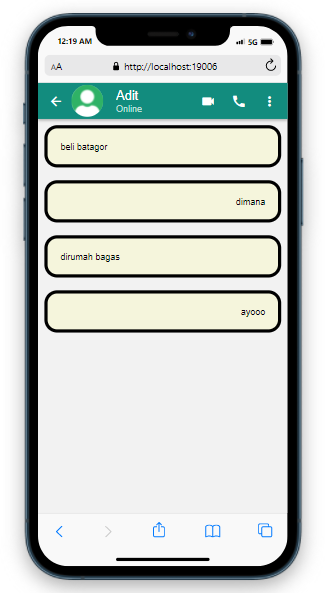 12:19 AM
5G
AA
http://localhost:19006
Adit
Online
beli batagor
dimana
dirumah bagas
ayooo